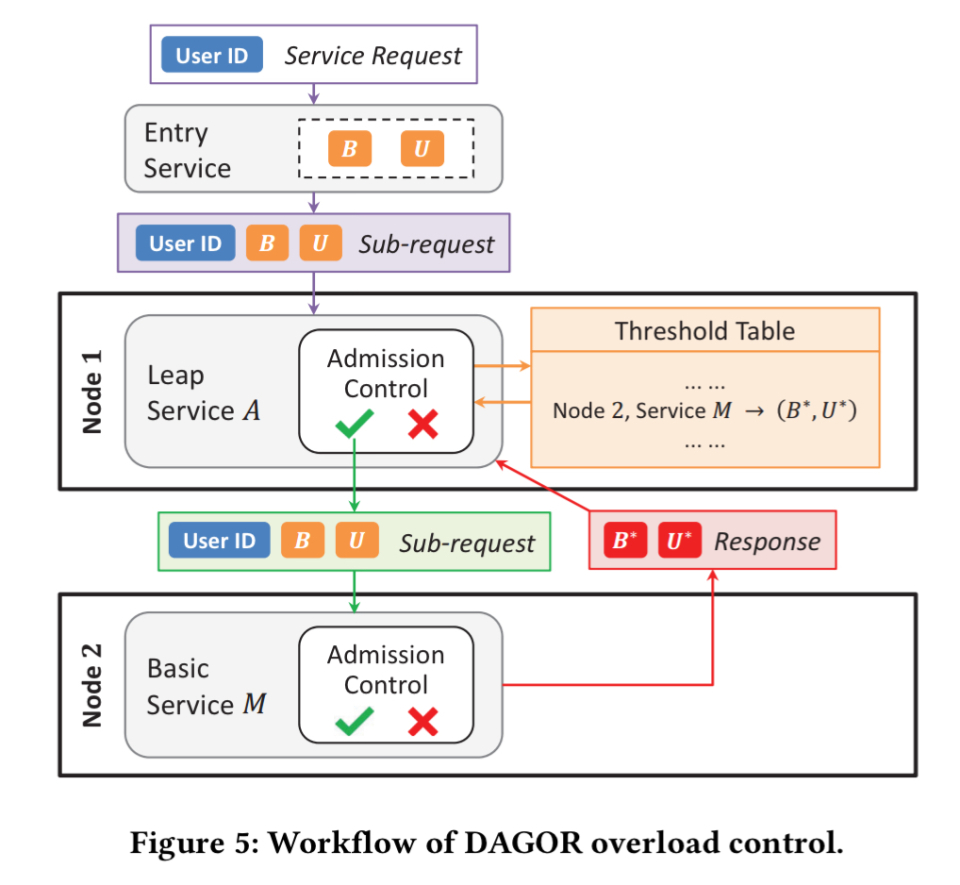 User ID Service Request
Entry
Service
B U
User ID B U Sub-request
Node 1
Leap
Service A
Admission
Control
Threshold Table
... ...
Node 2, Service M → (B*, U*)
... ...
User ID B U Sub-request
B* U* Response
Node 2
Basic
Service M
Admission
Control
Figure 5: Workflow of DAGOR overload control.